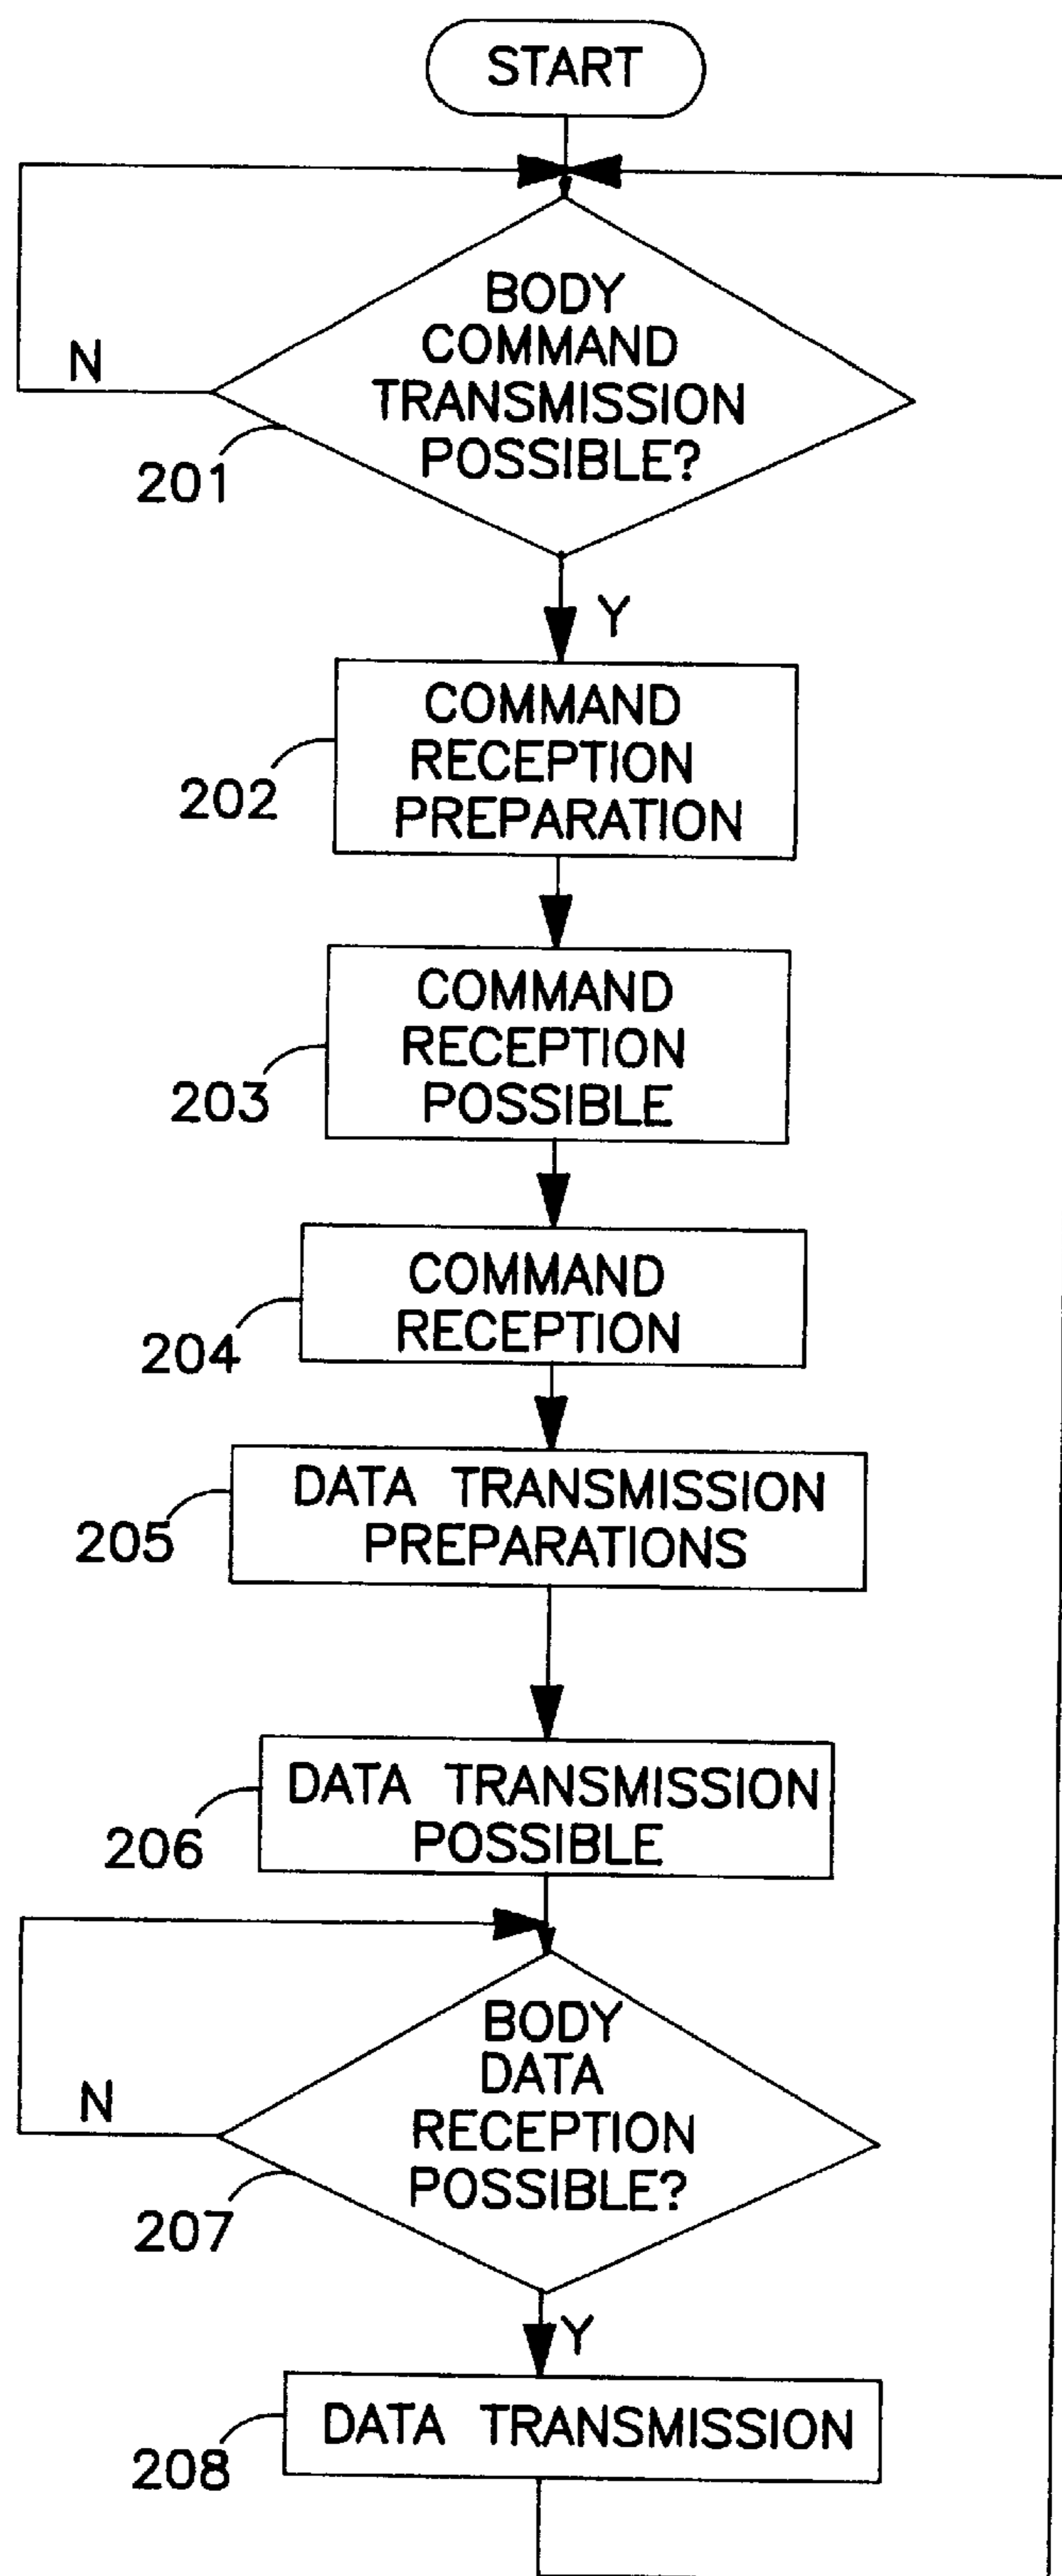 START
BODY
COMMAND
TRANSMISSION
POSSIBLE?
N
201
Y
COMMAND
RECEPTION
PREPARATION
202
COMMAND
RECEPTION
POSSIBLE
203
COMMAND
RECEPTION
204
DATA TRANSMISSION
PREPARATIONS
205
DATA TRANSMISSION
POSSIBLE
206
BODY
DATA
RECEPTION
POSSIBLE?
N
207
Y
DATA TRANSMISSION
208